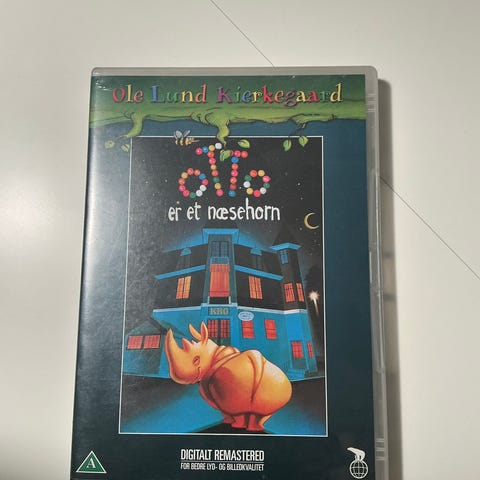 Ole Lund Kierkegaard
OTTO
er et næsehorn
KRO
DIGITALT REMASTERED
FOR BEDRE LYD- OG BILLEDKVALITET
A